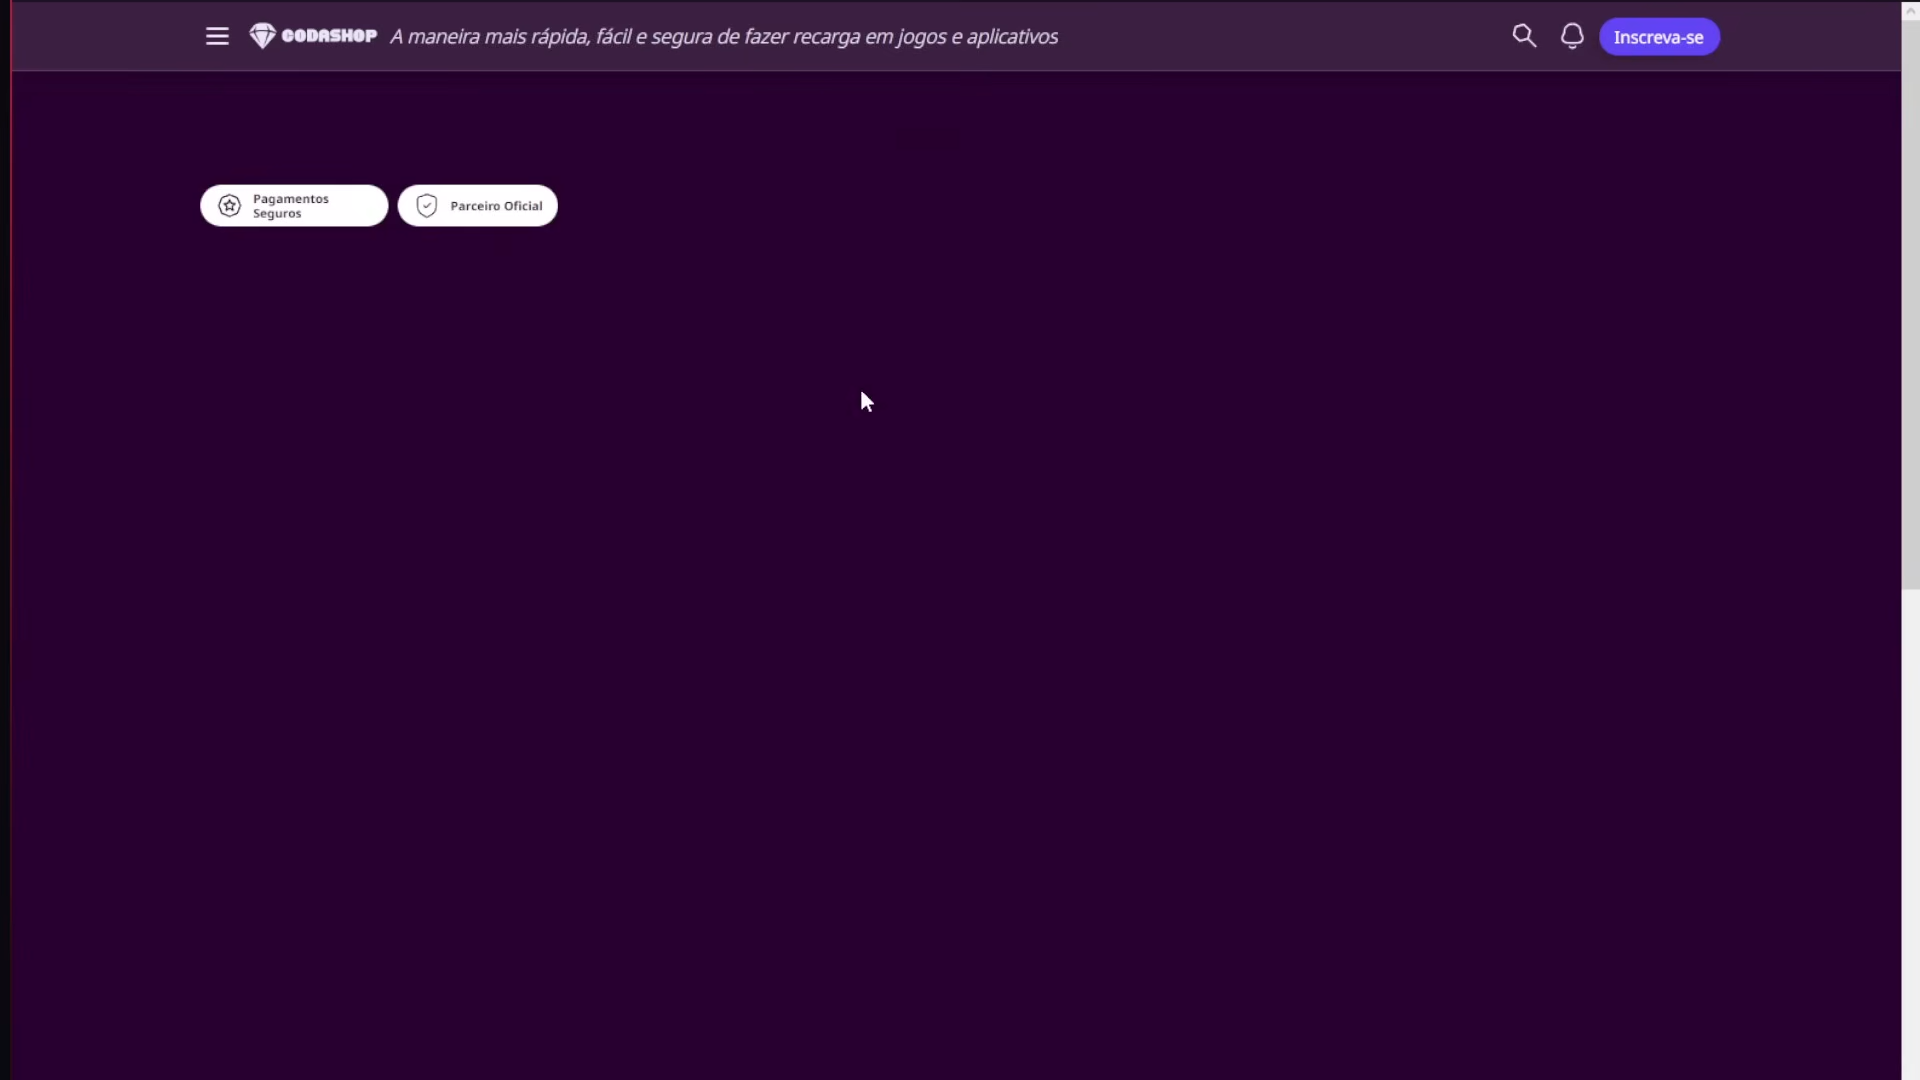 CODASHOP A maneira mais rápida, fácil e segura de fazer recarga em jogos e aplicativos
Inscreva-se
Pagamentos
Seguros
Parceiro Oficial